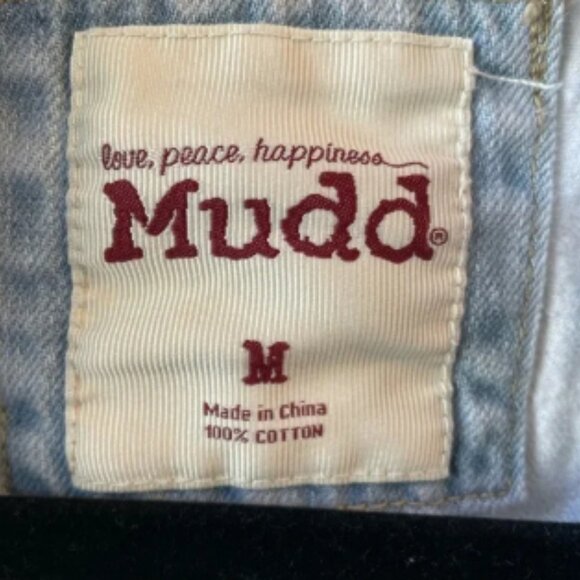 love, peace, happiness
Mudd®
M
Made in China
100% COTTON